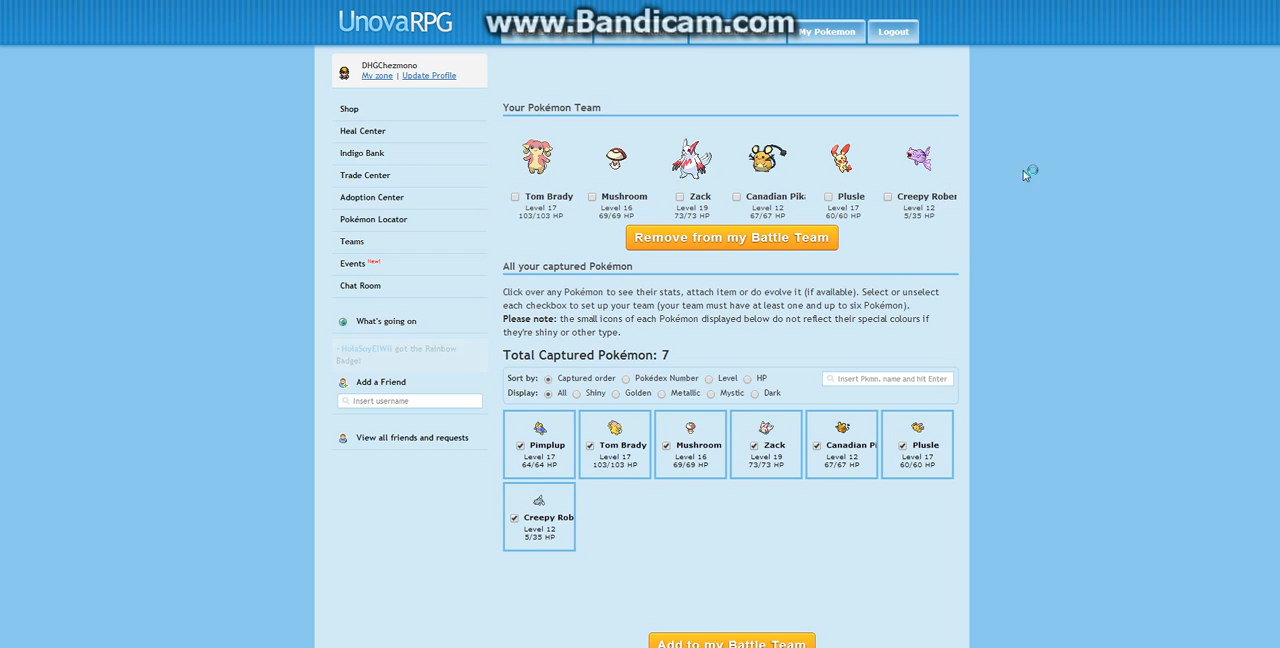 UnovaRPG
www.Bandicam.com
My Pokemon
Logout
DHGChezmono
My zone | Update Profile
Shop
Heal Center
Indigo Bank
Trade Center
Adoption Center
Pokémon Locator
Teams
Events New!
Chat Room
What's going on
- HolaSoyElWil got the Rainbow
Badge!
Add a Friend
Insert username
View all friends and requests
Your Pokémon Team
Tom Brady
Level 17
103/103 HP
Mushroom
Level 16
69/69 HP
Zack
Level 19
73/73 HP
Canadian Pik
Level 12
67/67 HP
Plusle
Level 17
60/60 HP
Creepy Rober
Level 12
5/35 HP
Remove from my Battle Team
All your captured Pokémon
Click over any Pokémon to see their stats, attach item or do evolve it (if available). Select or unselect
each checkbox to set up your team (your team must have at least one and up to six Pokémon).
Please note: the small icons of each Pokémon displayed below do not reflect their special colours if
they're shiny or other type.
Total Captured Pokémon: 7
Sort by: Captured order Pokédex Number Level HP
Insert Pkmn. name and hit Enter
Display: All Shiny Golden Metallic Mystic Dark
Pimplup
Level 17
64/64 HP
Tom Brady
Level 17
103/103 HP
Mushroom
Level 16
69/69 HP
Zack
Level 19
73/73 HP
Canadian Pi
Level 12
67/67 HP
Plusle
Level 17
60/60 HP
Creepy Rob
Level 12
5/35 HP
Add to my Battle Team